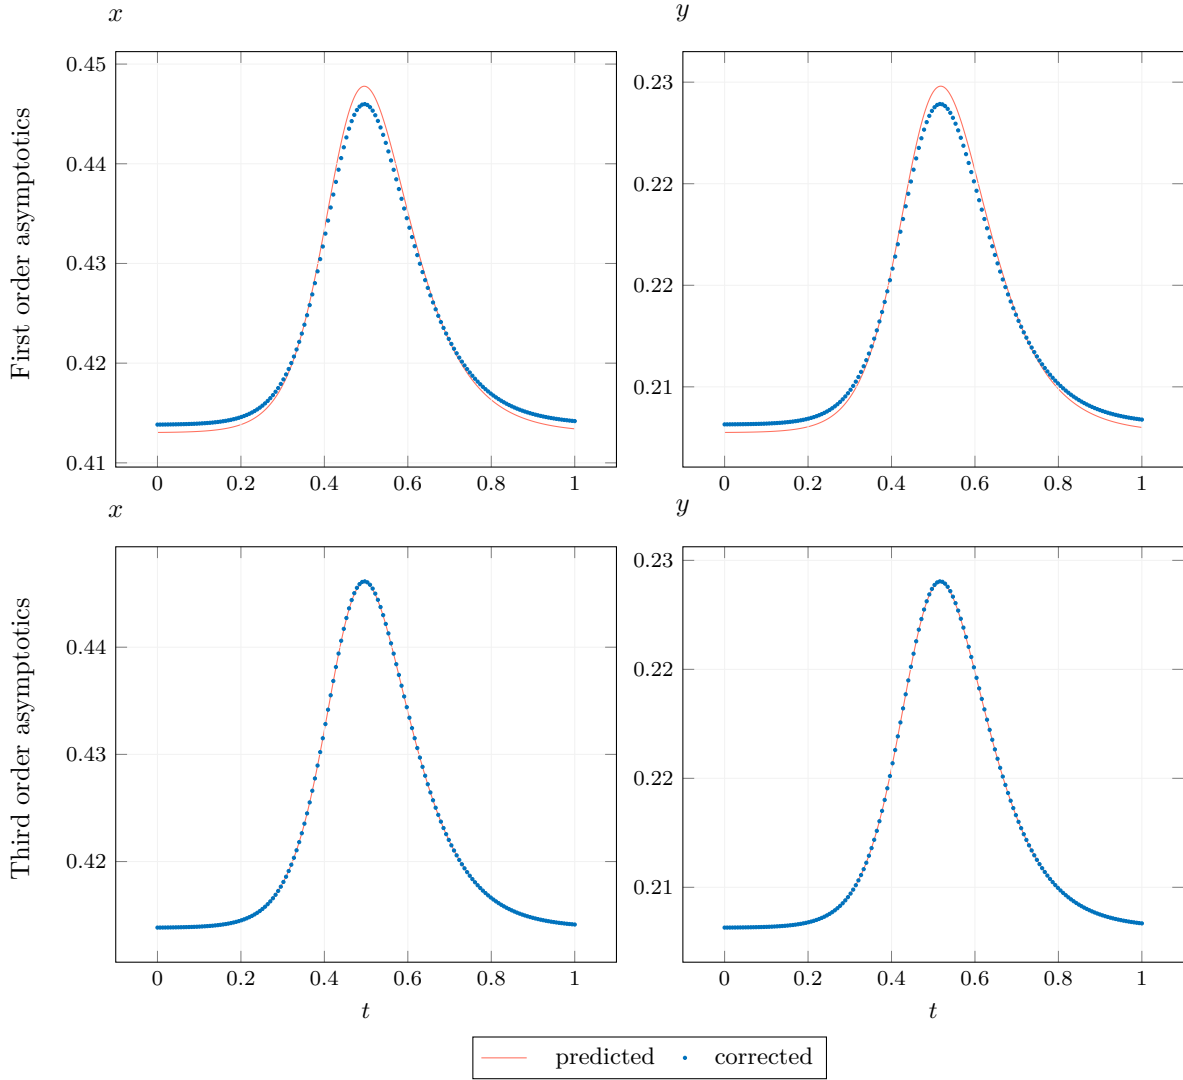 x
y
First order asymptotics
0.45
0.44
0.43
0.42
0.41
0 0.2 0.4 0.6 0.8 1
0.23
0.22
0.22
0.21
0 0.2 0.4 0.6 0.8 1
x
y
Third order asymptotics
0.44
0.43
0.42
0 0.2 0.4 0.6 0.8 1
t
0.23
0.22
0.22
0.21
0 0.2 0.4 0.6 0.8 1
t
predicted corrected